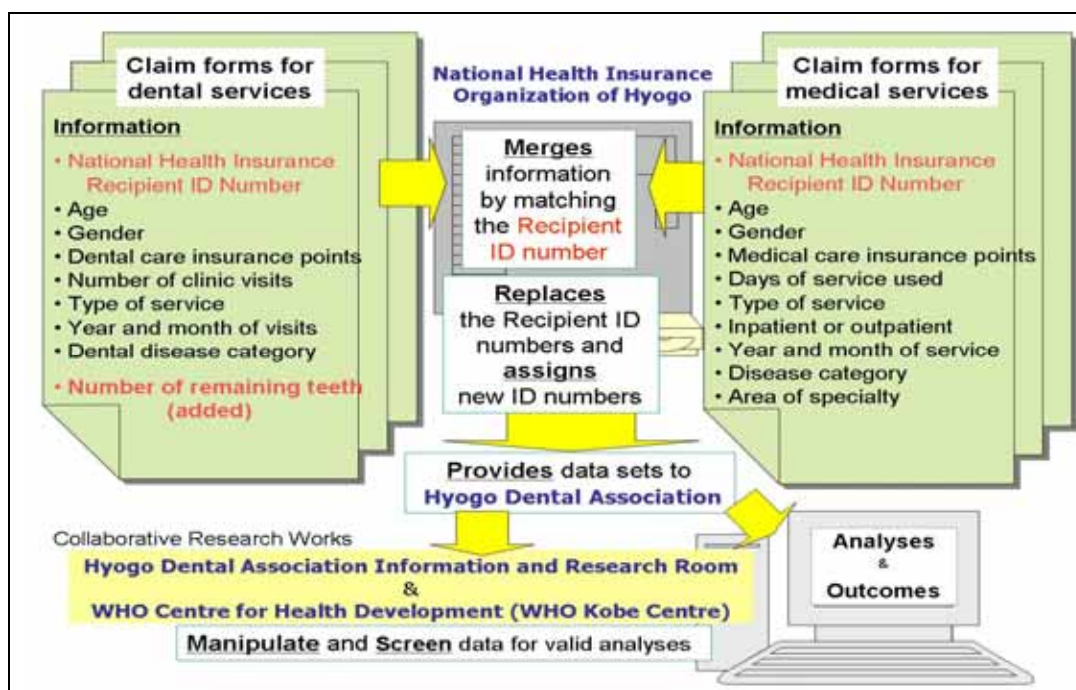 Claim forms for
dental services
Information
• National Health Insurance
Recipient ID Number
• Age
• Gender
• Dental care insurance points
• Number of clinic visits
• Type of service
• Year and month of visits
• Dental disease category
• Number of remaining teeth
(added)
National Health Insurance
Organization of Hyogo
Merges
information
by matching
the Recipient
ID number
Replaces
the Recipient ID
numbers and
assigns
new ID numbers
Claim forms for
medical services
Information
• National Health Insurance
Recipient ID Number
• Age
• Gender
• Medical care insurance points
• Days of service used
• Type of service
• Inpatient or outpatient
• Year and month of service
• Disease category
• Area of specialty
Provides data sets to
Hyogo Dental Association
Collaborative Research Works
Hyogo Dental Association Information and Research Room
&
WHO Centre for Health Development (WHO Kobe Centre)
Manipulate and Screen data for valid analyses
Analyses
&
Outcomes